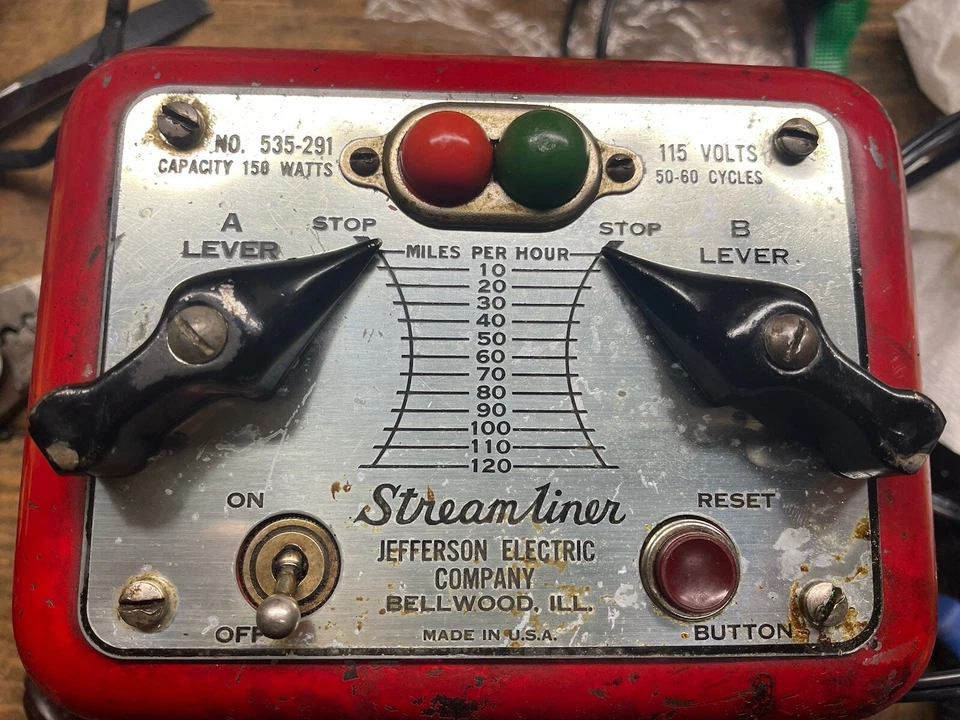 NO. 535-291
CAPACITY 150 WATTS
115 VOLTS
50-60 CYCLES
A
LEVER
STOP
STOP
B
LEVER
MILES PER HOUR
10
20
30
40
50
60
70
80
90
100
110
120
Streamliner
JEFFERSON ELECTRIC
COMPANY
BELLWOOD, ILL.
MADE IN U.S.A.
ON
OFF
RESET
BUTTON